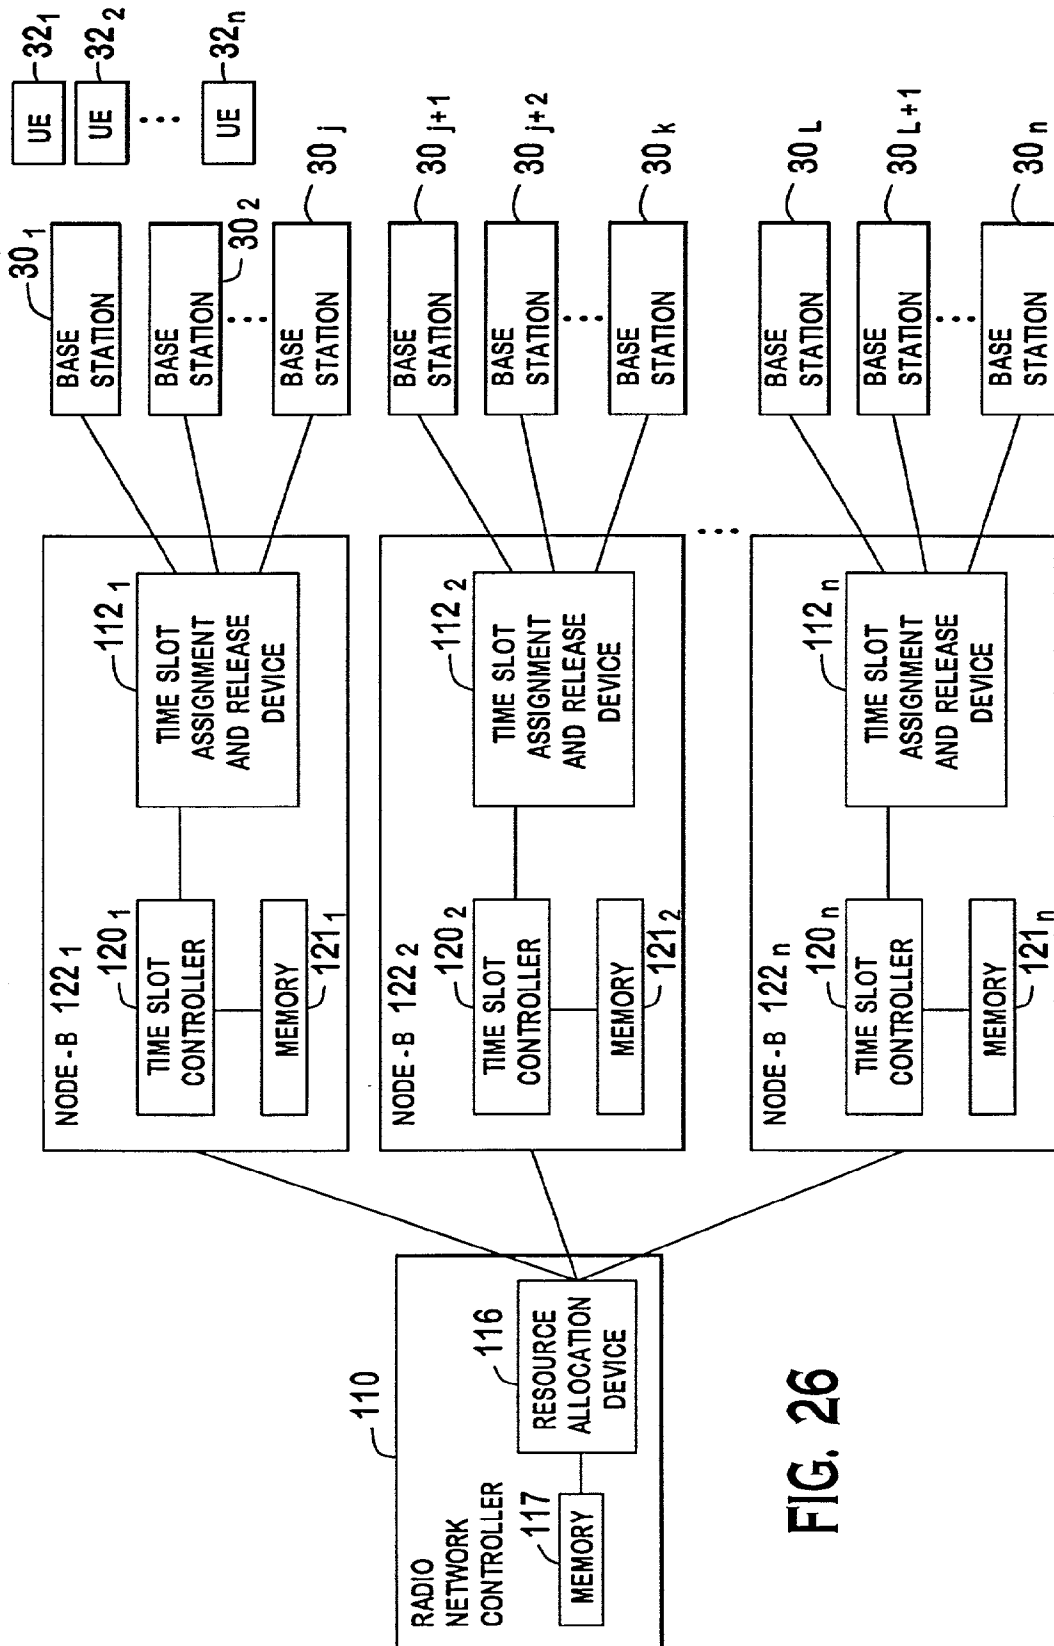 RADIO
NETWORK
CONTROLLER
110
MEMORY
117
RESOURCE
ALLOCATION
DEVICE
116
NODE - B 122 1
TIME SLOT
CONTROLLER
120 1
MEMORY
121 1
TIME SLOT
ASSIGNMENT
AND RELEASE
DEVICE
112 1
NODE - B 122 2
TIME SLOT
CONTROLLER
120 2
MEMORY
121 2
TIME SLOT
ASSIGNMENT
AND RELEASE
DEVICE
112 2
NODE - B 122 n
TIME SLOT
CONTROLLER
120 n
MEMORY
121 n
TIME SLOT
ASSIGNMENT
AND RELEASE
DEVICE
112 n
BASE
STATION
30 1
BASE
STATION
30 2
BASE
STATION
30 j
BASE
STATION
30 j+1
BASE
STATION
30 j+2
BASE
STATION
30 k
BASE
STATION
30 L
BASE
STATION
30 L+1
BASE
STATION
30 n
UE
32 1
UE
32 2
UE
32 n
FIG. 26